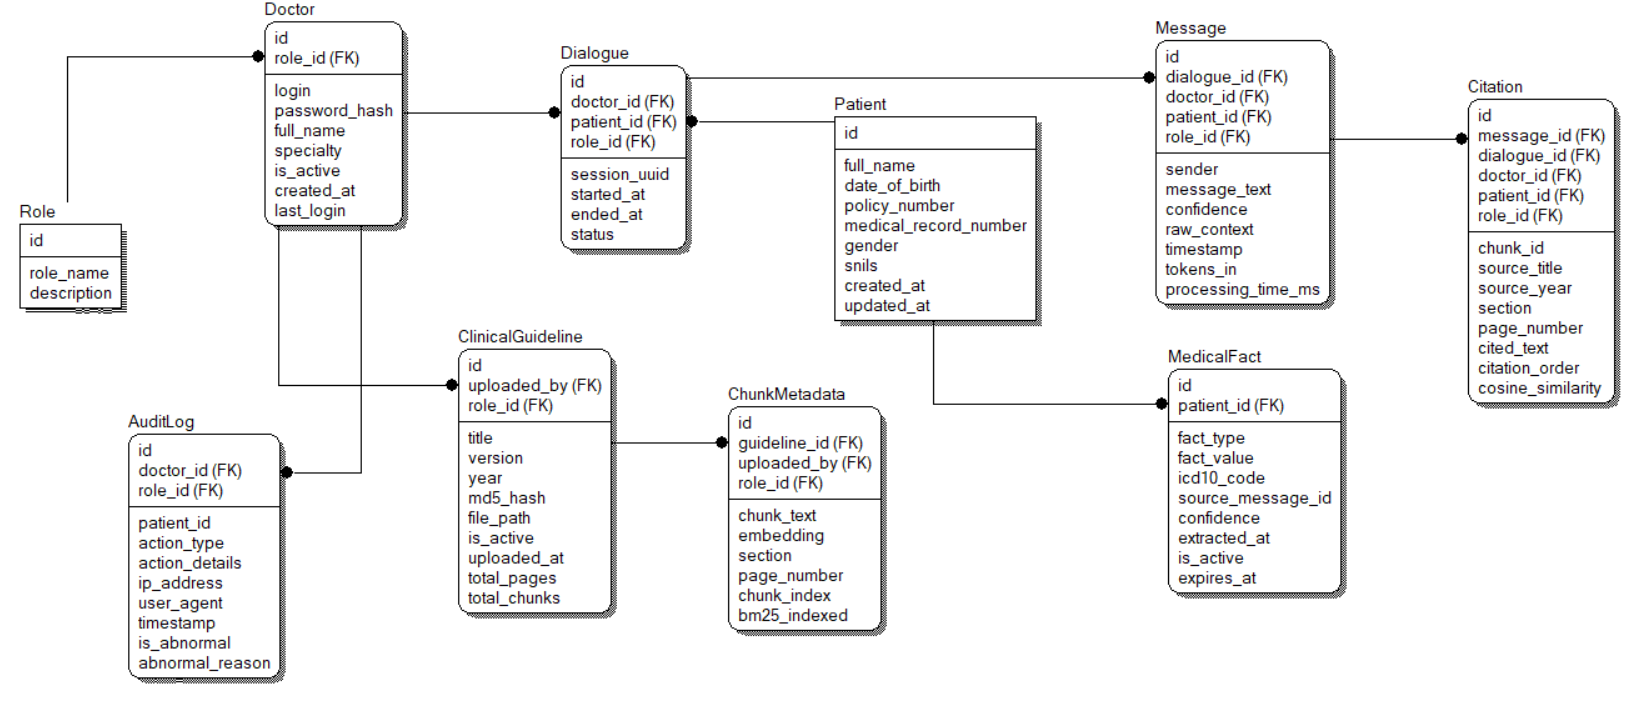 Doctor
id
role_id (FK)
login
password_hash
full_name
specialty
is_active
created_at
last_login
Dialogue
id
doctor_id (FK)
patient_id (FK)
role_id (FK)
session_uuid
started_at
ended_at
status
Message
id
dialogue_id (FK)
doctor_id (FK)
patient_id (FK)
role_id (FK)
sender
message_text
confidence
raw_context
timestamp
tokens_in
processing_time_ms
Citation
id
message_id (FK)
dialogue_id (FK)
doctor_id (FK)
patient_id (FK)
role_id (FK)
chunk_id
source_title
source_year
section
page_number
cited_text
citation_order
cosine_similarity
Patient
id
full_name
date_of_birth
policy_number
medical_record_number
gender
snils
created_at
updated_at
Role
id
role_name
description
ClinicalGuideline
id
uploaded_by (FK)
role_id (FK)
title
version
year
md5_hash
file_path
is_active
uploaded_at
total_pages
total_chunks
MedicalFact
id
patient_id (FK)
fact_type
fact_value
icd10_code
source_message_id
confidence
extracted_at
is_active
expires_at
ChunkMetadata
id
guideline_id (FK)
uploaded_by (FK)
role_id (FK)
chunk_text
embedding
section
page_number
chunk_index
bm25_indexed
AuditLog
id
doctor_id (FK)
role_id (FK)
patient_id
action_type
action_details
ip_address
user_agent
timestamp
is_abnormal
abnormal_reason